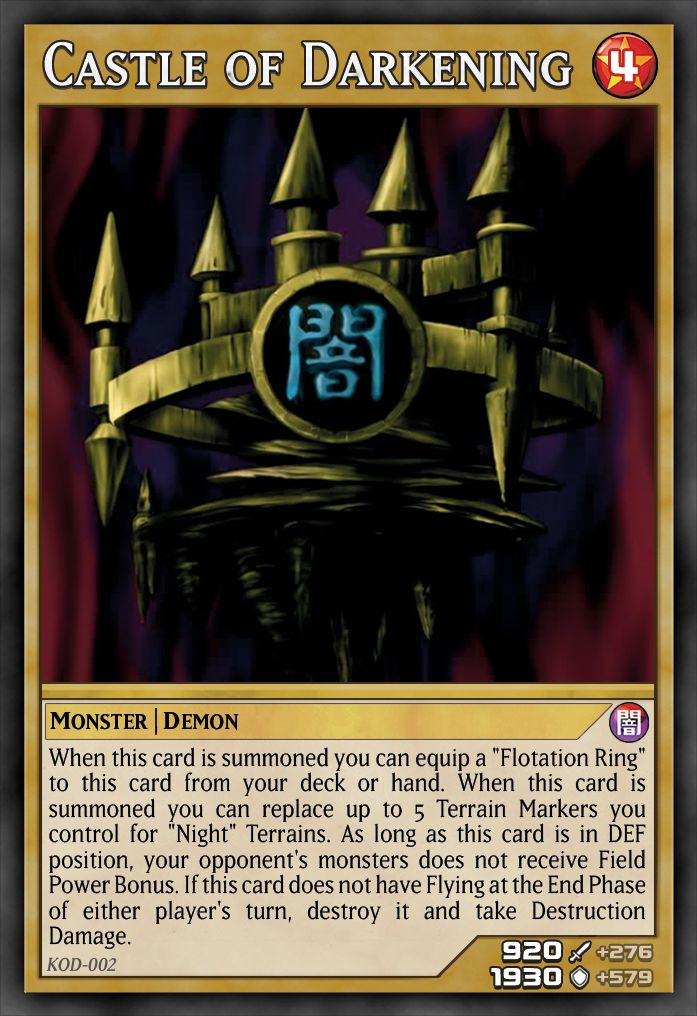 Castle of Darkening 4
闇
Monster | Demon 闇
When this card is summoned you can equip a "Flotation Ring"
to this card from your deck or hand. When this card is
summoned you can replace up to 5 Terrain Markers you
control for "Night" Terrains. As long as this card is in DEF
position, your opponent's monsters does not receive Field
Power Bonus. If this card does not have Flying at the End Phase
of either player's turn, destroy it and take Destruction
Damage.
920 +276
KOD-002
1930 +579